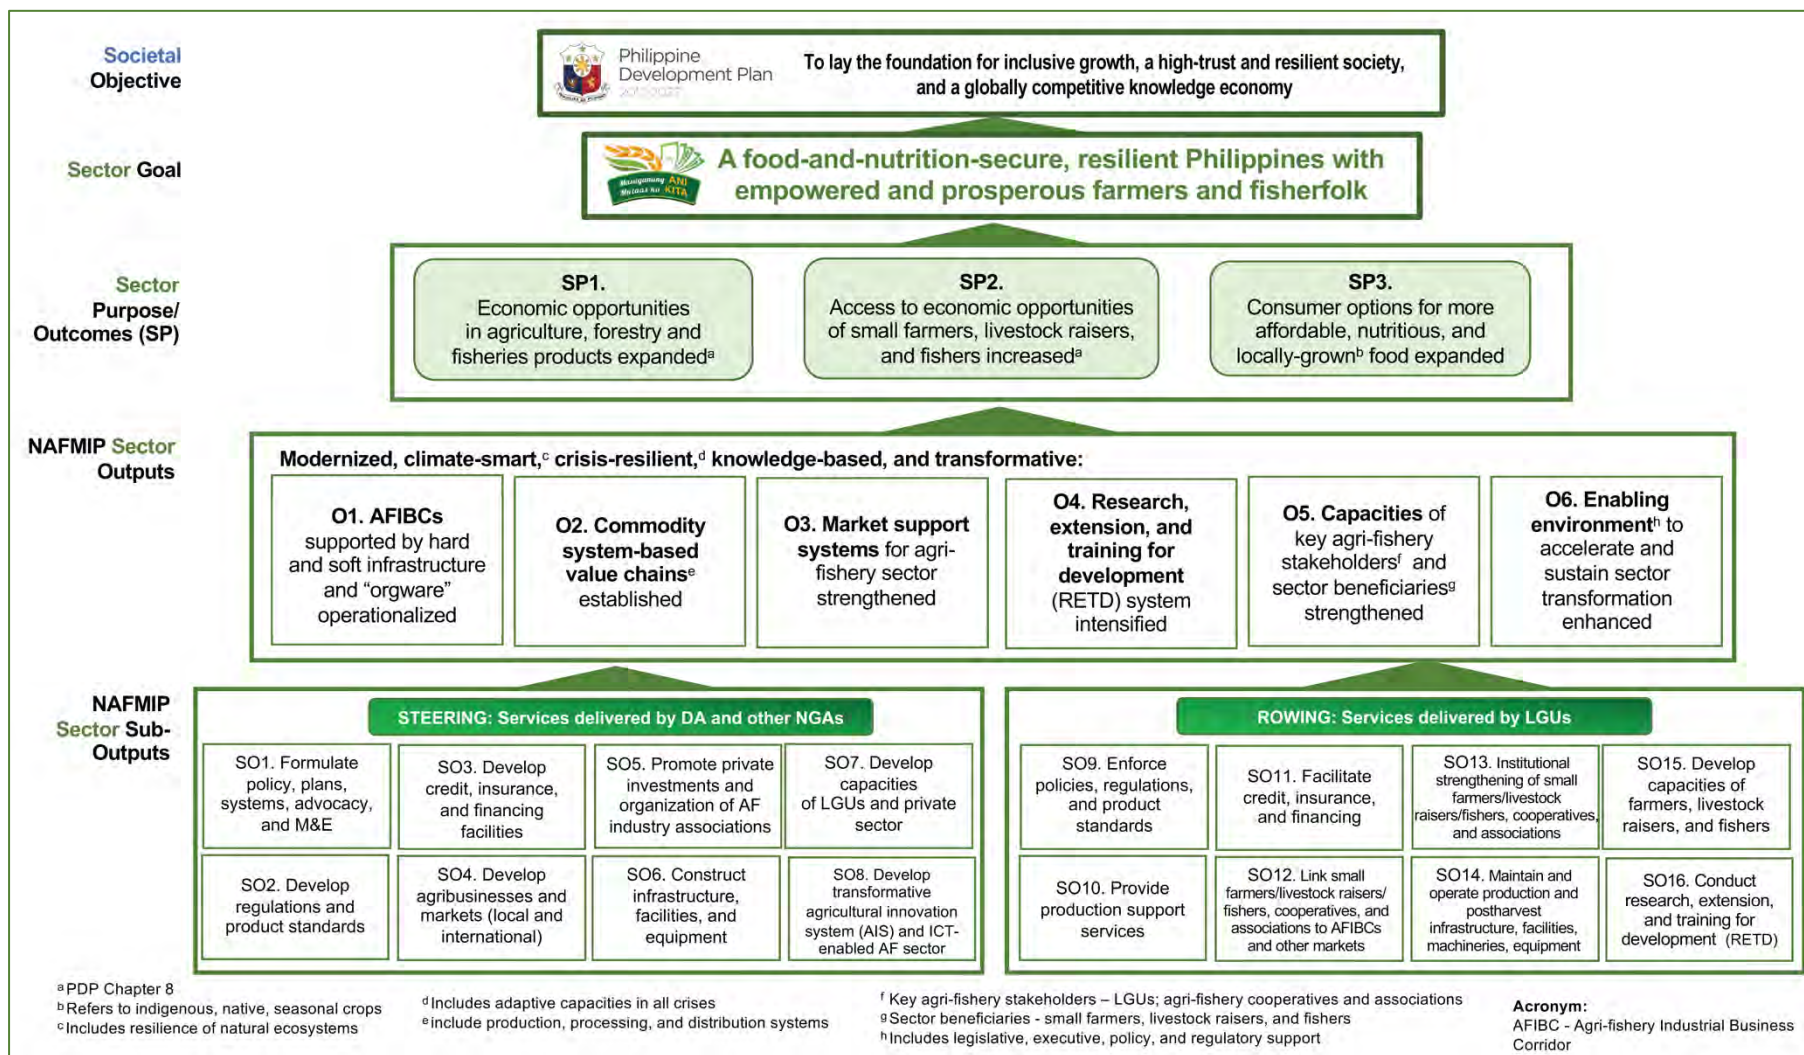 Societal
Objective
Philippine
Development Plan
2017-2022
To lay the foundation for inclusive growth, a high-trust and resilient society,
and a globally competitive knowledge economy
Sector Goal
Masaganang ANI
Mataas na KITA
A food-and-nutrition-secure, resilient Philippines with
empowered and prosperous farmers and fisherfolk
Sector
Purpose/
Outcomes (SP)
SP1.
Economic opportunities
in agriculture, forestry and
fisheries products expandedᵃ
SP2.
Access to economic opportunities
of small farmers, livestock raisers,
and fishers increasedᵃ
SP3.
Consumer options for more
affordable, nutritious, and
locally-grownᵇ food expanded
NAFMIP Sector
Outputs
Modernized, climate-smart,ᶜ crisis-resilient,ᵈ knowledge-based, and transformative:
O1. AFIBCs
supported by hard
and soft infrastructure
and “orgware”
operationalized
O2. Commodity
system-based
value chainsᵉ
established
O3. Market support
systems for agri-
fishery sector
strengthened
O4. Research,
extension, and
training for
development
(RETD) system
intensified
O5. Capacities of
key agri-fishery
stakeholdersᶠ and
sector beneficiariesᵍ
strengthened
O6. Enabling
environmentʰ to
accelerate and
sustain sector
transformation
enhanced
NAFMIP
Sector Sub-
Outputs
STEERING: Services delivered by DA and other NGAs
SO1. Formulate
policy, plans,
systems, advocacy,
and M&E
SO3. Develop
credit, insurance,
and financing
facilities
SO5. Promote private
investments and
organization of AF
industry associations
SO7. Develop
capacities
of LGUs and private
sector
SO2. Develop
regulations and
product standards
SO4. Develop
agribusinesses and
markets (local and
international)
SO6. Construct
infrastructure,
facilities, and
equipment
SO8. Develop
transformative
agricultural innovation
system (AIS) and ICT-
enabled AF sector
ROWING: Services delivered by LGUs
SO9. Enforce
policies, regulations,
and product
standards
SO11. Facilitate
credit, insurance,
and financing
SO13. Institutional
strengthening of small
farmers/livestock
raisers/fishers, cooperatives,
and associations
SO15. Develop
capacities of
farmers, livestock
raisers, and fishers
SO10. Provide
production support
services
SO12. Link small
farmers/livestock raisers/
fishers, cooperatives, and
associations to AFIBCs
and other markets
SO14. Maintain and
operate production and
postharvest
infrastructure, facilities,
machineries, equipment
SO16. Conduct
research, extension,
and training for
development (RETD)
ᵃ PDP Chapter 8
ᵇ Refers to indigenous, native, seasonal crops
ᶜ Includes resilience of natural ecosystems
ᵈ Includes adaptive capacities in all crises
ᵉ include production, processing, and distribution systems
ᶠ Key agri-fishery stakeholders – LGUs; agri-fishery cooperatives and associations
ᵍ Sector beneficiaries - small farmers, livestock raisers, and fishers
ʰ Includes legislative, executive, policy, and regulatory support
Acronym:
AFIBC - Agri-fishery Industrial Business
Corridor